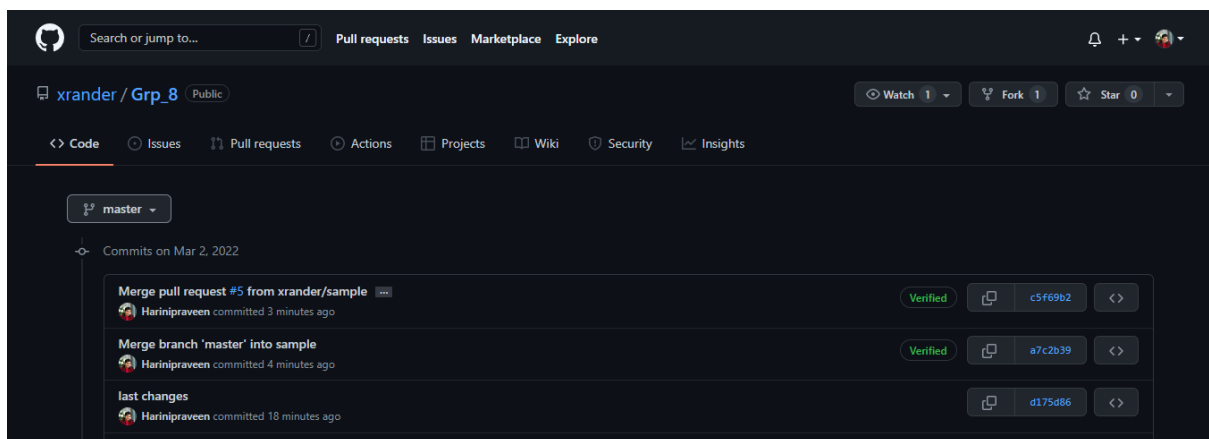 Search or jump to... / Pull requests Issues Marketplace Explore
xrander / Grp_8 Public Watch 1 Fork 1 Star 0
<> Code Issues Pull requests Actions Projects Wiki Security Insights
master
Commits on Mar 2, 2022
Merge pull request #5 from xrander/sample ...
Verified c5f69b2 <>
Harinipraveen committed 3 minutes ago
Merge branch 'master' into sample
Verified a7c2b39 <>
Harinipraveen committed 4 minutes ago
last changes
d175d86 <>
Harinipraveen committed 18 minutes ago